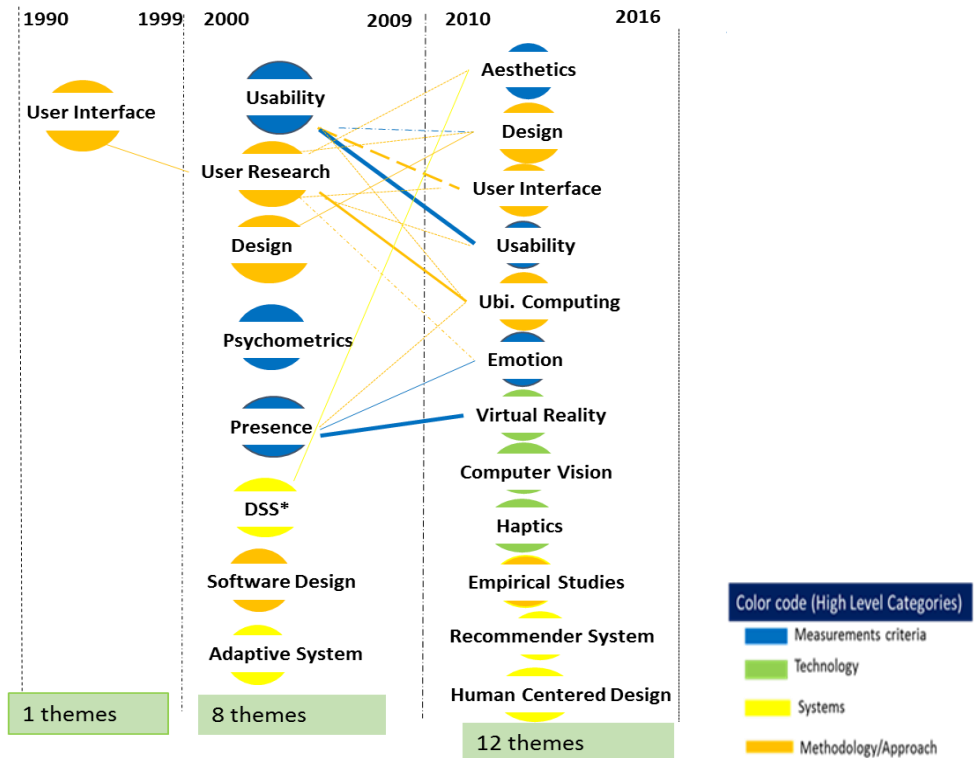 1990
1999
2000
2009
2010
2016
User Interface
Usability
User Research
Design
Psychometrics
Presence
DSS*
Software Design
Adaptive System
Aesthetics
Design
User Interface
Usability
Ubi. Computing
Emotion
Virtual Reality
Computer Vision
Haptics
Empirical Studies
Recommender System
Human Centered Design
1 themes
8 themes
12 themes
Color code (High Level Categories)
Measurements criteria
Technology
Systems
Methodology/Approach